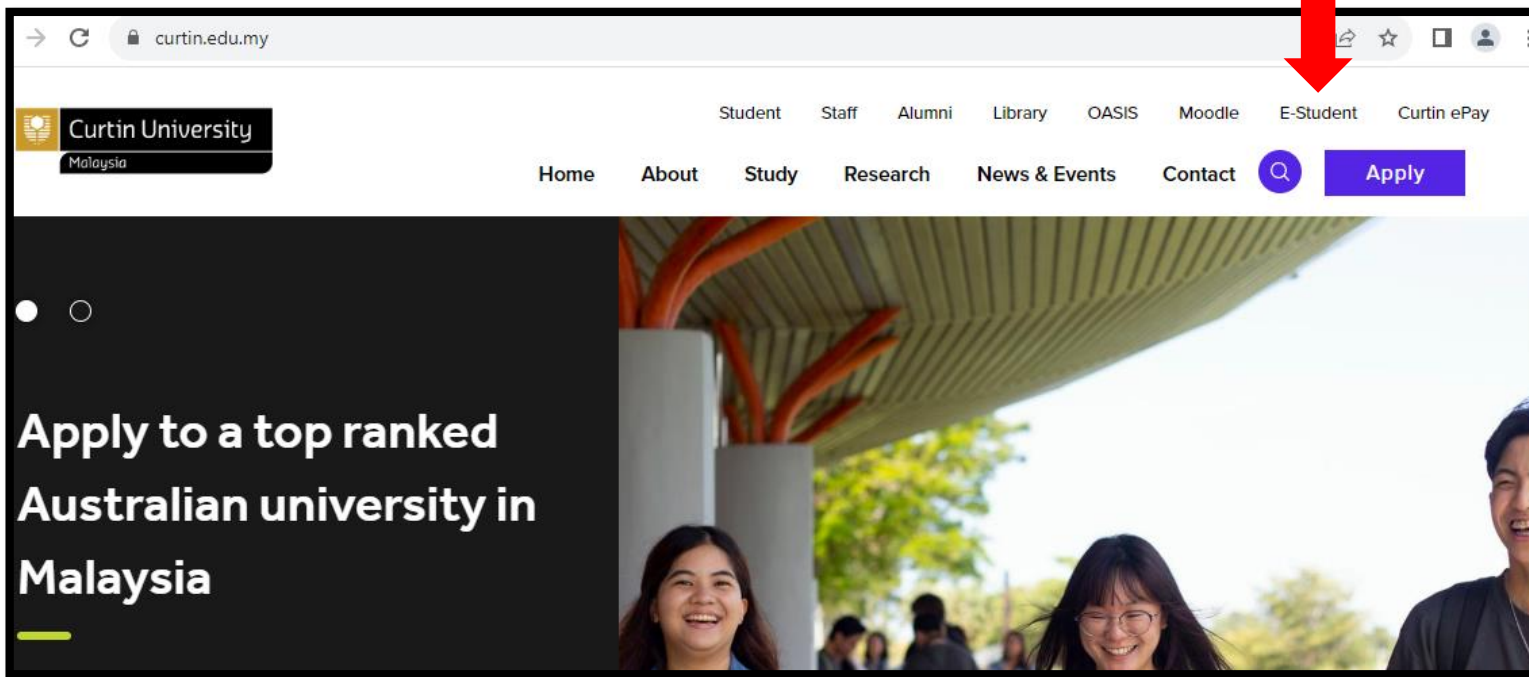 curtin.edu.my
Curtin University
Malaysia
Student Staff Alumni Library OASIS Moodle E-Student Curtin ePay
Home About Study Research News & Events Contact Apply
Apply to a top ranked
Australian university in
Malaysia